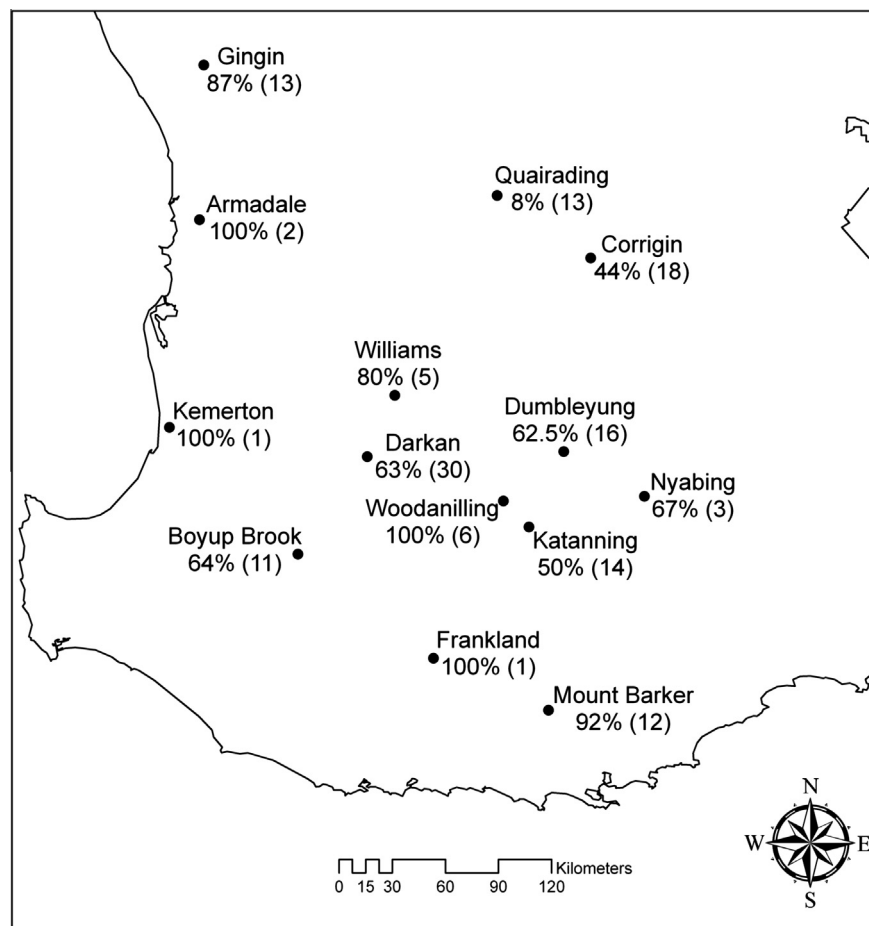 Gingin
87% (13)
Quairading
8% (13)
Armadale
100% (2)
Corrigin
44% (18)
Williams
80% (5)
Kemerton
100% (1)
Dumbleyung
62.5% (16)
Darkan
63% (30)
Nyabing
67% (3)
Woodanilling
100% (6)
Katanning
50% (14)
Boyup Brook
64% (11)
Frankland
100% (1)
Mount Barker
92% (12)
N
W E
S
Kilometers
0 15 30 60 90 120